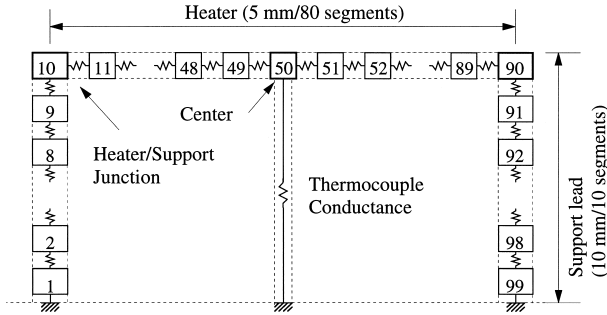 Heater (5 mm/80 segments)
10 11 48 49 50 51 52 89 90
9 Center 91
8 Heater/Support 92
Junction
Thermocouple
Conductance
2 98
1 99
Support lead
(10 mm/10 segments)